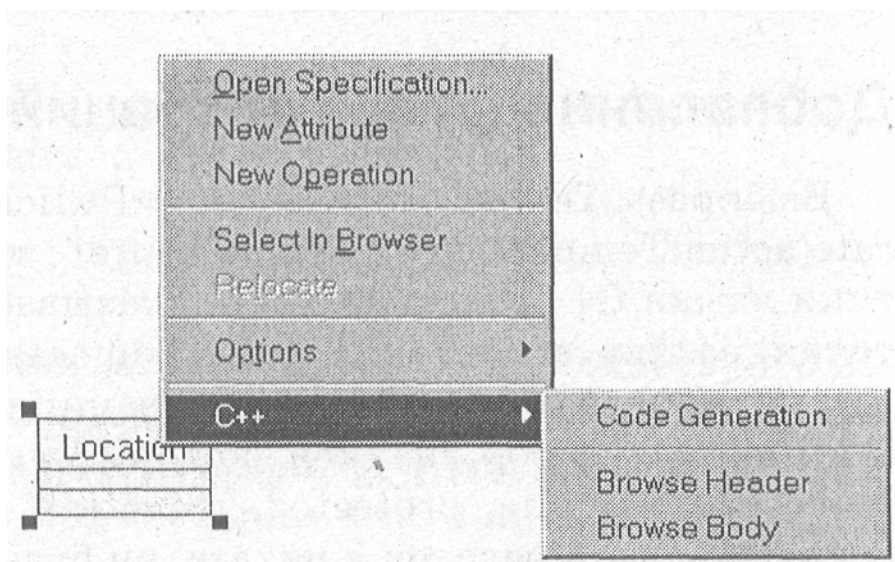 Open Specification...
New Attribute
New Operation
Select In Browser
Relocate
Options
C++
Code Generation
Browse Header
Browse Body
Location